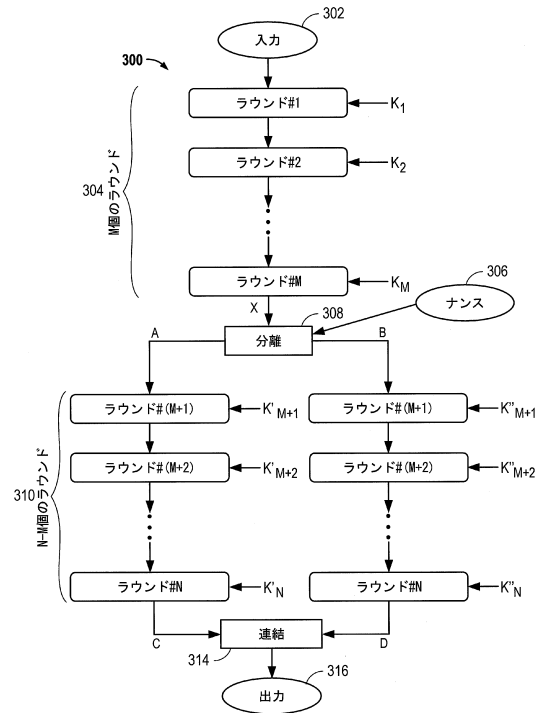 302
入力
300
ラウンド#1
K1
ラウンド#2
K2
304
M個のラウンド
ラウンド#M
KM
306
ナンス
X
308
分離
A
B
ラウンド#(M+1)
K'M+1
ラウンド#(M+1)
K"M+1
ラウンド#(M+2)
K'M+2
ラウンド#(M+2)
K"M+2
310
N-M個のラウンド
ラウンド#N
K'N
ラウンド#N
K"N
C
連結
D
314
316
出力